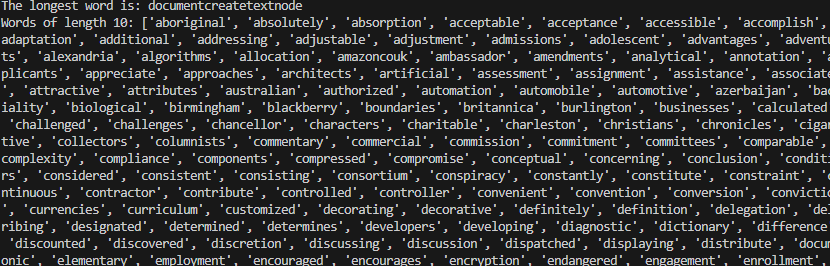 The longest word is: documentcreatetextnode
Words of length 10: ['aboriginal', 'absolutely', 'absorption', 'acceptable', 'acceptance', 'accessible', 'accomplish',
adaptation', 'additional', 'addressing', 'adjustable', 'adjustment', 'admissions', 'adolescent', 'advantages', 'adventu
ts', 'alexandria', 'algorithms', 'allocation', 'amazoncouk', 'ambassador', 'amendments', 'analytical', 'annotation', 'a
plicants', 'appreciate', 'approaches', 'architects', 'artificial', 'assessment', 'assignment', 'assistance', 'associate
', 'attractive', 'attributes', 'australian', 'authorized', 'automation', 'automobile', 'automotive', 'azerbaijan', 'bac
iality', 'biological', 'birmingham', 'blackberry', 'boundaries', 'britannica', 'burlington', 'businesses', 'calculated
'challenged', 'challenges', 'chancellor', 'characters', 'charitable', 'charleston', 'christians', 'chronicles', 'cigar
tive', 'collectors', 'columnists', 'commentary', 'commercial', 'commission', 'commitment', 'committees', 'comparable',
complexity', 'compliance', 'components', 'compressed', 'compromise', 'conceptual', 'concerning', 'conclusion', 'conditi
rs', 'considered', 'consistent', 'consisting', 'consortium', 'conspiracy', 'constantly', 'constitute', 'constraint', 'c
ntinuous', 'contractor', 'contribute', 'controlled', 'controller', 'convenient', 'convention', 'conversion', 'convictio
', 'currencies', 'curriculum', 'customized', 'decorating', 'decorative', 'definitely', 'definition', 'delegation', 'del
ribing', 'designated', 'determined', 'determines', 'developers', 'developing', 'diagnostic', 'dictionary', 'difference
'discounted', 'discovered', 'discretion', 'discussing', 'discussion', 'dispatched', 'displaying', 'distribute', 'docum
onic', 'elementary', 'employment', 'encouraged', 'encourages', 'encryption', 'endangered', 'engagement', 'enrollment',